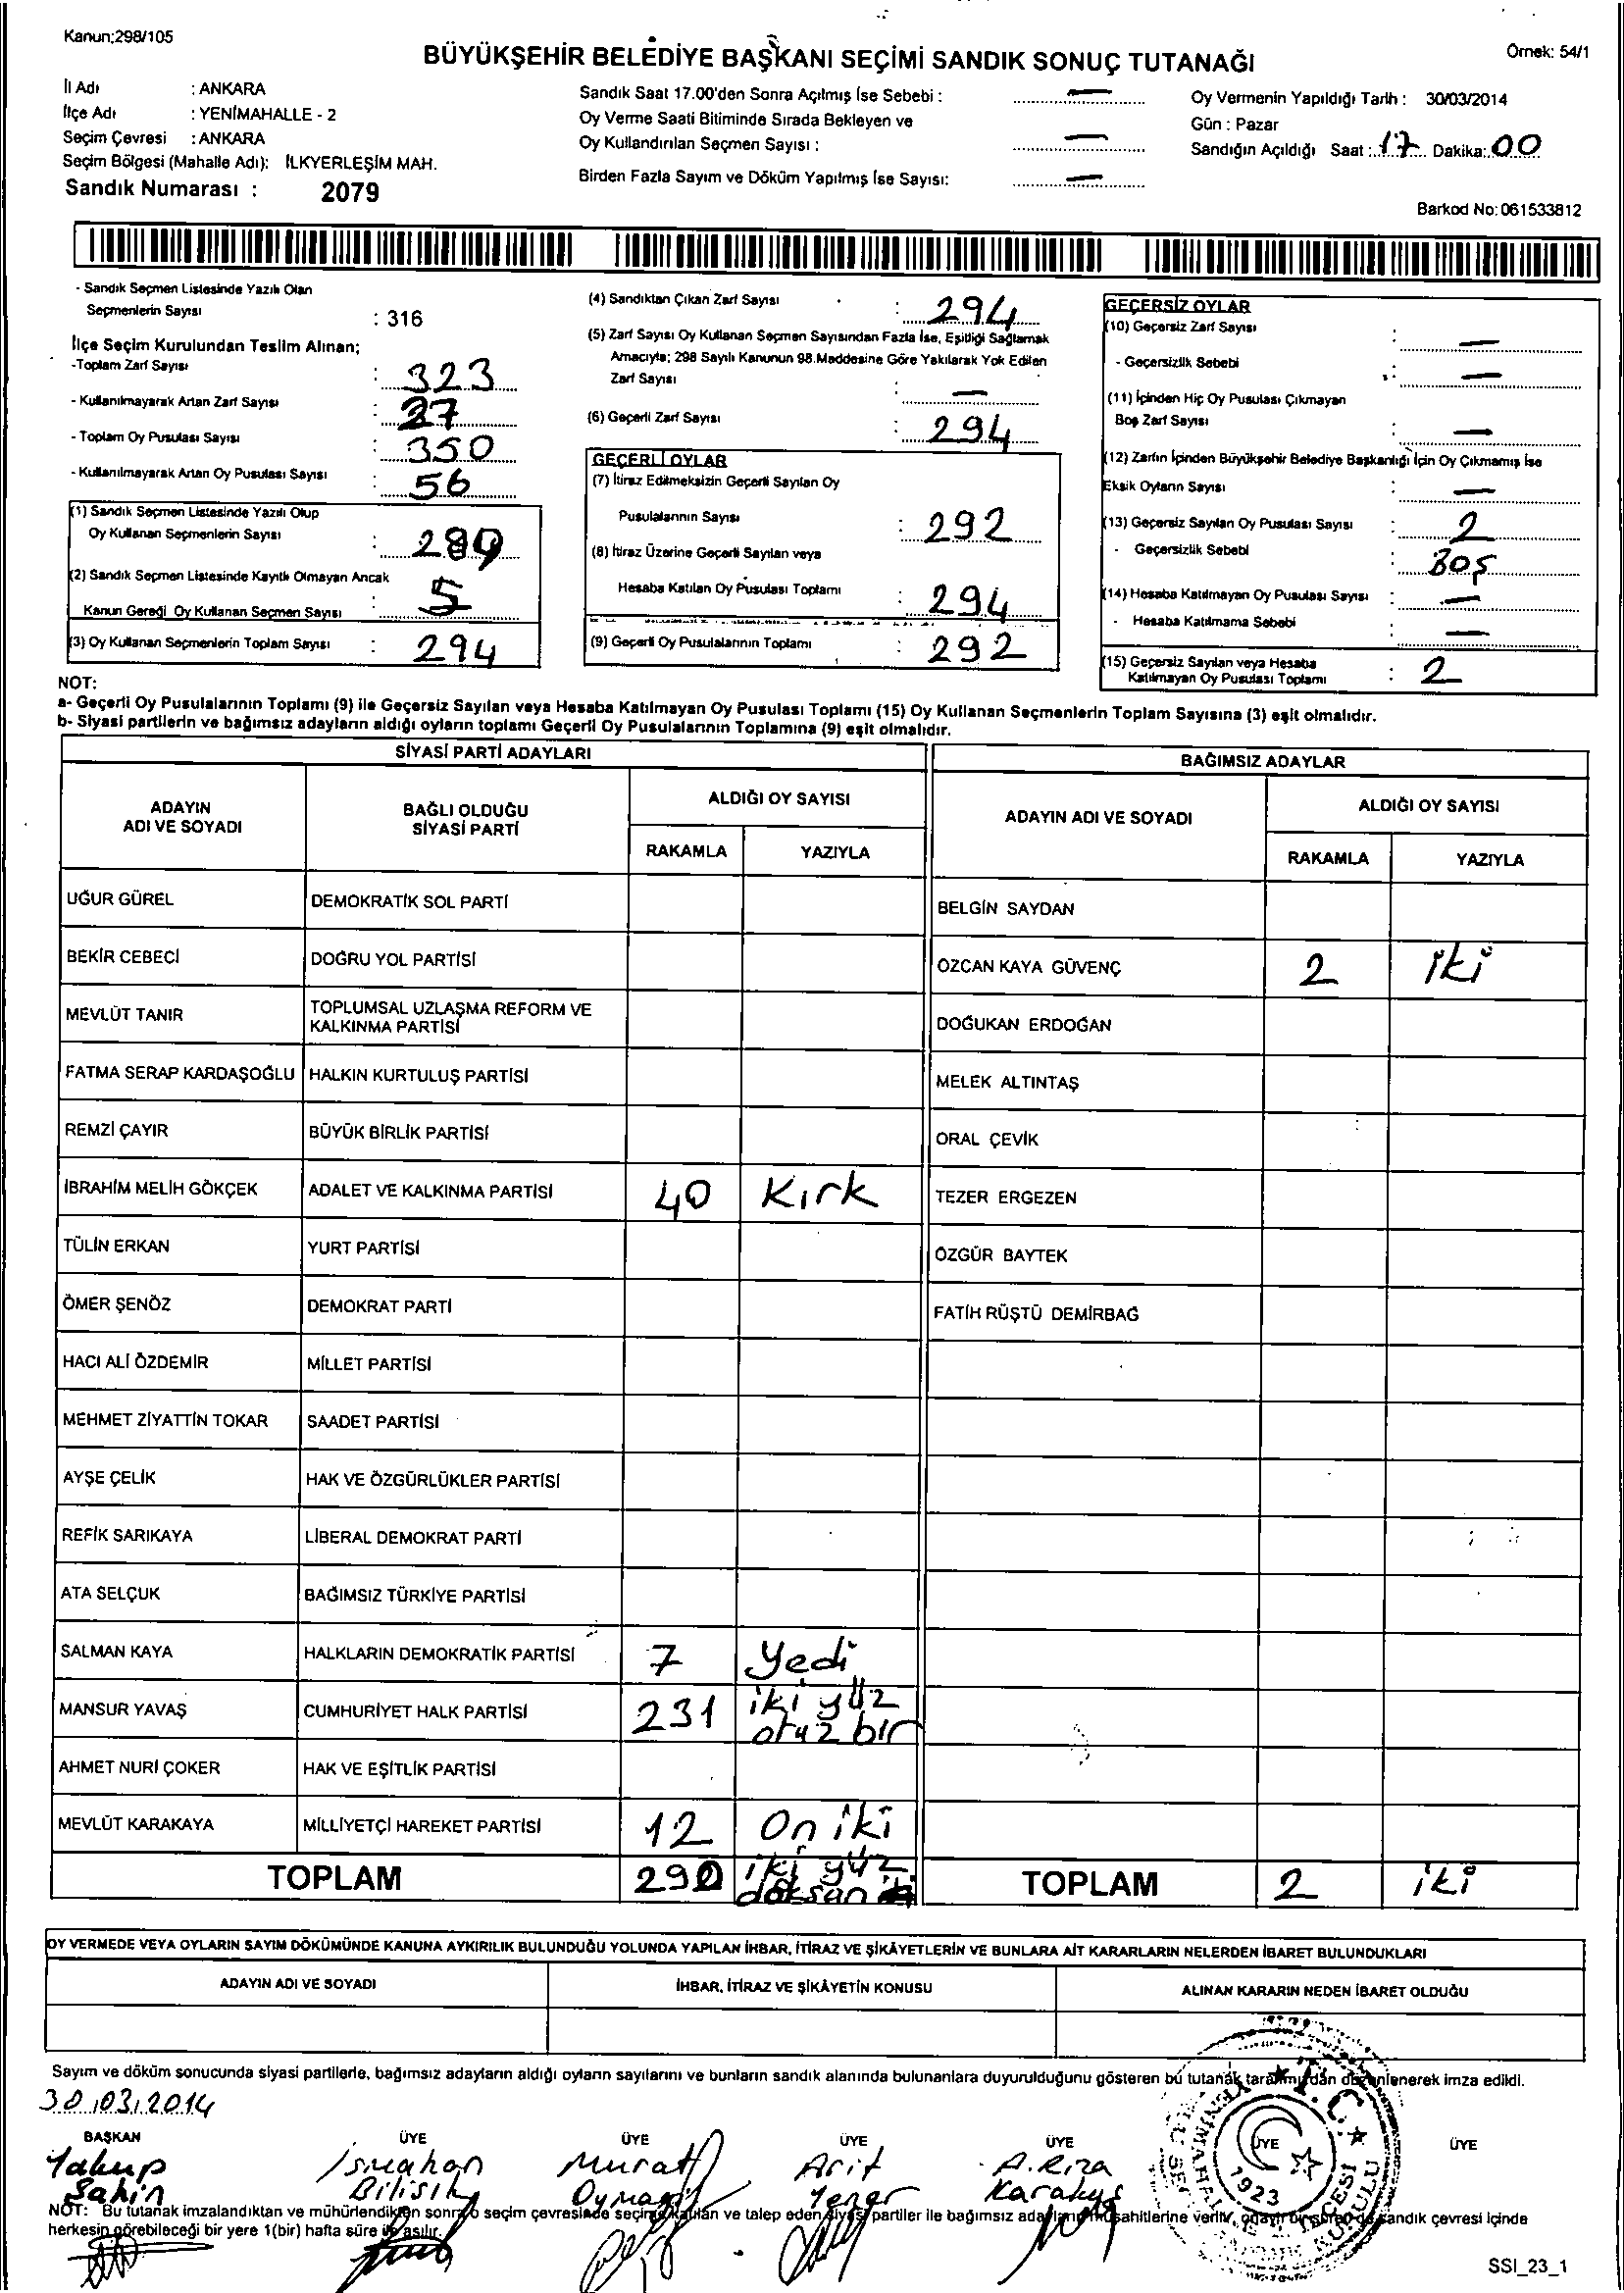 Kanun:298/105
Örnek: 54/1
BÜYÜKŞEHİR BELEDİYE BAŞKANI SEÇİMİ SANDIK SONUÇ TUTANAĞI
İl Adı : ANKARA
İlçe Adı : YENİMAHALLE - 2
Seçim Çevresi : ANKARA
Seçim Bölgesi (Mahalle Adı): İLKYERLEŞİM MAH.
Sandık Numarası : 2079
Sandık Saat 17.00'den Sonra Açılmış İse Sebebi : —
Oy Verme Saati Bitiminde Sırada Bekleyen ve
Oy Kullandırılan Seçmen Sayısı : —
Birden Fazla Sayım ve Döküm Yapılmış İse Sayısı: —
Oy Vermenin Yapıldığı Tarih : 30/03/2014
Gün : Pazar
Sandığın Açıldığı Saat : 17 Dakika: 00
Barkod No: 061533812
- Sandık Seçmen Listesinde Yazılı Olan
Seçmenlerin Sayısı : 316
İlçe Seçim Kurulundan Teslim Alınan;
-Toplam Zarf Sayısı : 323
- Kullanılmayarak Artan Zarf Sayısı : 27
- Toplam Oy Pusulası Sayısı : 350
- Kullanılmayarak Artan Oy Pusulası Sayısı : 56
(1) Sandık Seçmen Listesinde Yazılı Olup
Oy Kullanan Seçmenlerin Sayısı : 289
(2) Sandık Seçmen Listesinde Kayıtlı Olmayan Ancak
Kanun Gereği Oy Kullanan Seçmen Sayısı : 5
(3) Oy Kullanan Seçmenlerin Toplam Sayısı : 294
(4) Sandıktan Çıkan Zarf Sayısı : 294
(5) Zarf Sayısı Oy Kullanan Seçmen Sayısından Fazla İse, Eşitliği Sağlamak
Amacıyla; 298 Sayılı Kanunun 98.Maddesine Göre Yakılarak Yok Edilen
Zarf Sayısı : —
(6) Geçerli Zarf Sayısı : 294
GEÇERLİ OYLAR
(7) İtiraz Edilmeksizin Geçerli Sayılan Oy
Pusulalarının Sayısı : 292
(8) İtiraz Üzerine Geçerli Sayılan veya
Hesaba Katılan Oy Pusulası Toplamı : 294
(9) Geçerli Oy Pusulalarının Toplamı : 292
GEÇERSİZ OYLAR
(10) Geçersiz Zarf Sayısı : —
- Geçersizlik Sebebi : —
(11) İçinden Hiç Oy Pusulası Çıkmayan
Boş Zarf Sayısı : —
(12) Zarfın İçinden Büyükşehir Belediye Başkanlığı İçin Oy Çıkmamış İse
Eksik Oyların Sayısı : —
(13) Geçersiz Sayılan Oy Pusulası Sayısı : 2
- Geçersizlik Sebebi : Boş
(14) Hesaba Katılmayan Oy Pusulası Sayısı : —
- Hesaba Katılmama Sebebi : —
(15) Geçersiz Sayılan veya Hesaba
Katılmayan Oy Pusulası Toplamı : 2
NOT:
a- Geçerli Oy Pusulalarının Toplamı (9) ile Geçersiz Sayılan veya Hesaba Katılmayan Oy Pusulası Toplamı (15) Oy Kullanan Seçmenlerin Toplam Sayısına (3) eşit olmalıdır.
b- Siyasi partilerin ve bağımsız adayların aldığı oyların toplamı Geçerli Oy Pusulalarının Toplamına (9) eşit olmalıdır.
SİYASİ PARTİ ADAYLARI
ADAYIN ADI VE SOYADI BAĞLI OLDUĞU SİYASİ PARTİ ALDIĞI OY SAYISI
RAKAMLA YAZIYLA
UĞUR GÜREL DEMOKRATİK SOL PARTİ
BEKİR CEBECİ DOĞRU YOL PARTİSİ
MEVLÜT TANIR TOPLUMSAL UZLAŞMA REFORM VE KALKINMA PARTİSİ
FATMA SERAP KARDAŞOĞLU HALKIN KURTULUŞ PARTİSİ
REMZİ ÇAYIR BÜYÜK BİRLİK PARTİSİ
İBRAHİM MELİH GÖKÇEK ADALET VE KALKINMA PARTİSİ 40 Kırk
TÜLİN ERKAN YURT PARTİSİ
ÖMER ŞENÖZ DEMOKRAT PARTİ
HACI ALİ ÖZDEMİR MİLLET PARTİSİ
MEHMET ZİYATTİN TOKAR SAADET PARTİSİ
AYŞE ÇELİK HAK VE ÖZGÜRLÜKLER PARTİSİ
REFİK SARIKAYA LİBERAL DEMOKRAT PARTİ
ATA SELÇUK BAĞIMSIZ TÜRKİYE PARTİSİ
SALMAN KAYA HALKLARIN DEMOKRATİK PARTİSİ 7 Yedi
MANSUR YAVAŞ CUMHURİYET HALK PARTİSİ 231 iki yüz otuz bir
AHMET NURİ ÇOKER HAK VE EŞİTLİK PARTİSİ
MEVLÜT KARAKAYA MİLLİYETÇİ HAREKET PARTİSİ 12 On iki
TOPLAM 290 iki yüz doksan
BAĞIMSIZ ADAYLAR
ADAYIN ADI VE SOYADI ALDIĞI OY SAYISI
RAKAMLA YAZIYLA
BELGİN SAYDAN
ÖZCAN KAYA GÜVENÇ 2 iki
DOĞUKAN ERDOĞAN
MELEK ALTINTAŞ
ORAL ÇEVİK
TEZER ERGEZEN
ÖZGÜR BAYTEK
FATİH RÜŞTÜ DEMİRBAĞ
TOPLAM 2 iki
OY VERMEDE VEYA OYLARIN SAYIM DÖKÜMÜNDE KANUNA AYKIRILIK BULUNDUĞU YOLUNDA YAPILAN İHBAR, İTİRAZ VE ŞİKÂYETLERİN VE BUNLARA AİT KARARLARIN NELERDEN İBARET BULUNDUKLARI
ADAYIN ADI VE SOYADI İHBAR, İTİRAZ VE ŞİKÂYETİN KONUSU ALINAN KARARIN NEDEN İBARET OLDUĞU
Sayım ve döküm sonucunda siyasi partilerle, bağımsız adayların aldığı oyların sayılarını ve bunların sandık alanında bulunanlara duyurulduğunu gösteren bu tutanak tarafımızdan düzenlenerek imza edildi.
30.03.2014
BAŞKAN ÜYE ÜYE ÜYE ÜYE ÜYE ÜYE
Yakup Murat Arif A.Rıza
Şahin Yener Karakuş
T.C.
1923
NOT: Bu tutanak imzalandıktan ve mühürlendikten sonra o seçim çevresinde seçime katılan ve talep eden siyasi partiler ile bağımsız adayların müşahitlerine verilir, sandık çevresi içinde
herkesin görebileceği bir yere 1(bir) hafta süre ile asılır.
SSI_23_1